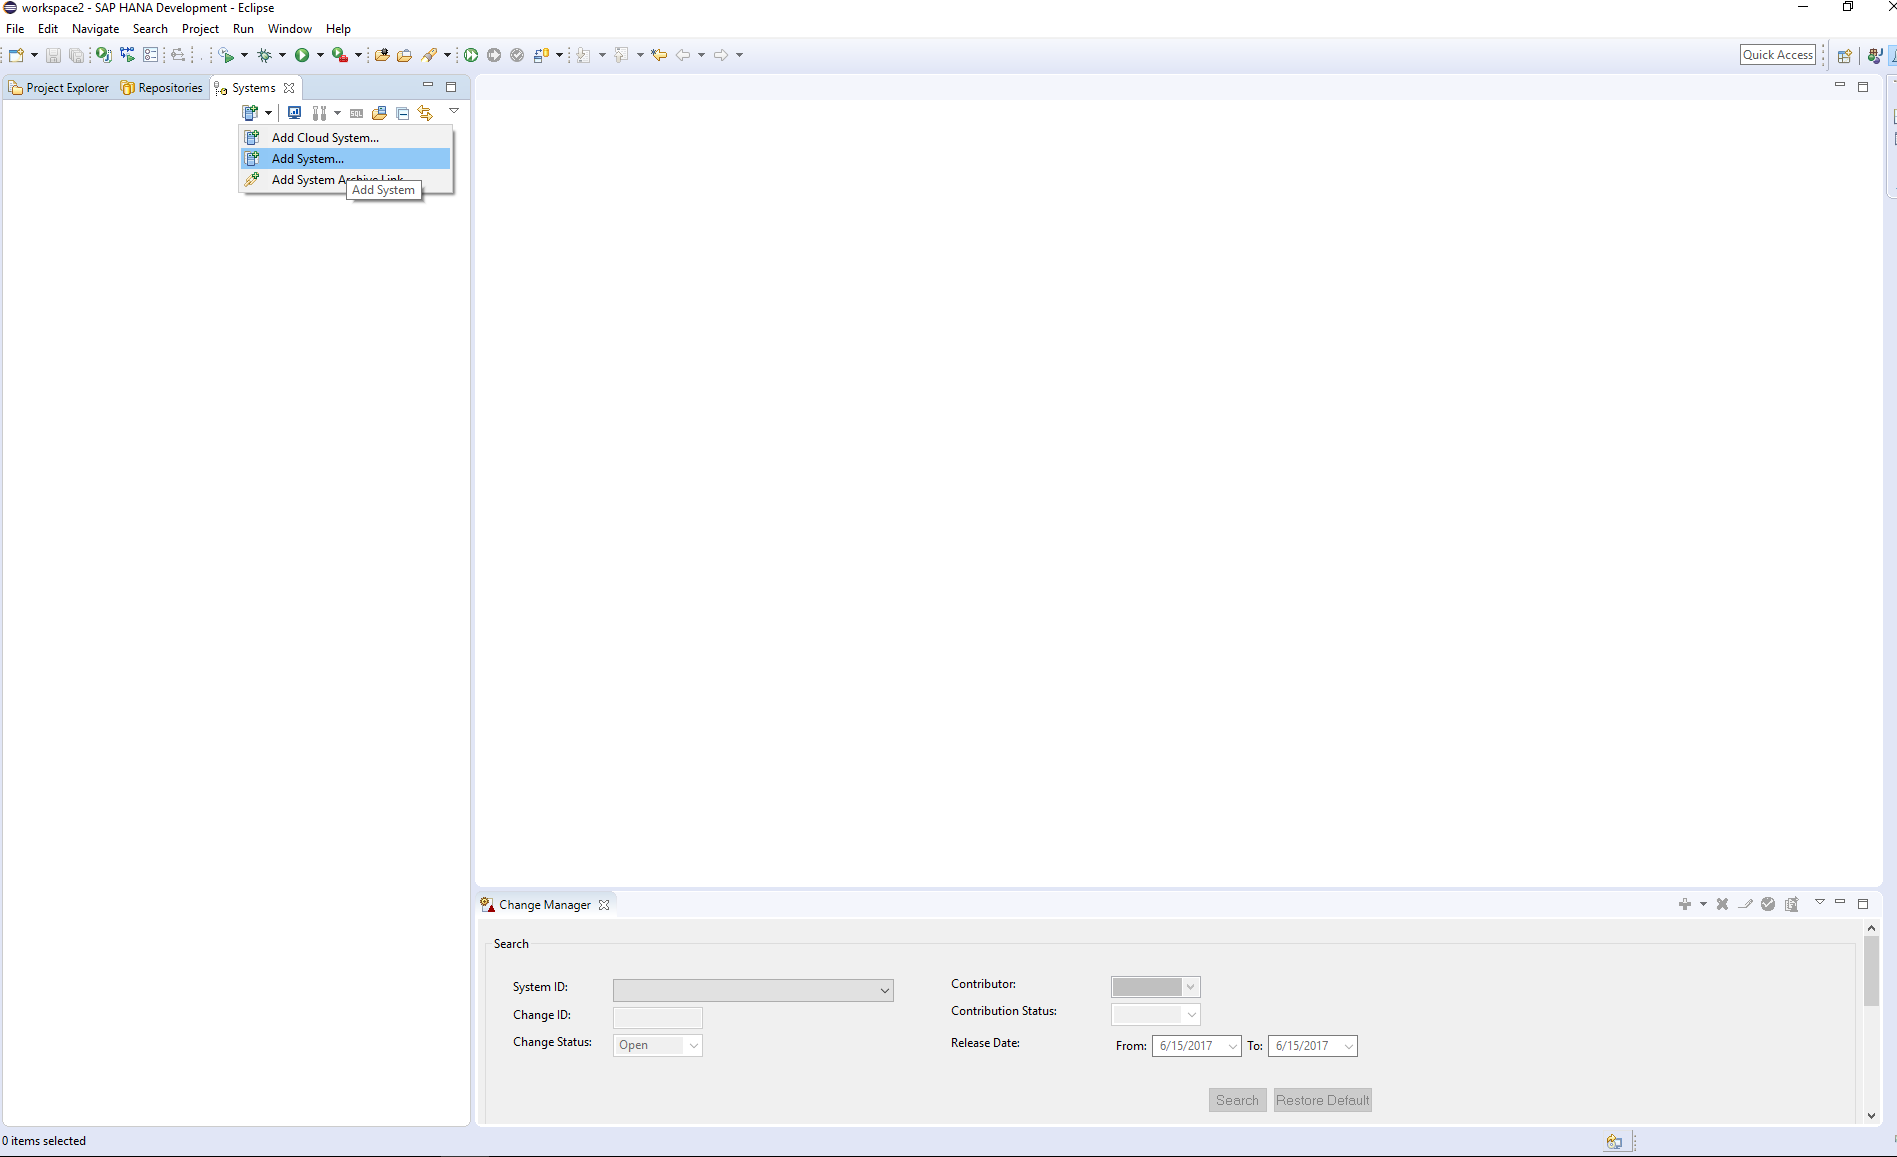 workspace2 - SAP HANA Development - Eclipse
File Edit Navigate Search Project Run Window Help
Quick Access
Project Explorer Repositories Systems
SQL
Add Cloud System...
Add System...
Add System Archive Link
Add System
Change Manager
Search
System ID:
Contributor:
Change ID:
Contribution Status:
Change Status: Open
Release Date: From: 6/15/2017 To: 6/15/2017
Search Restore Default
0 items selected